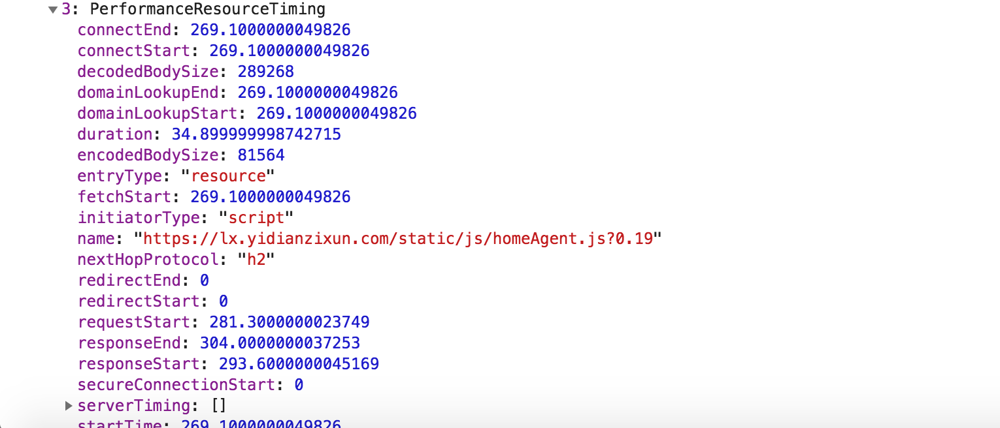 3: PerformanceResourceTiming
connectEnd: 269.1000000049826
connectStart: 269.1000000049826
decodedBodySize: 289268
domainLookupEnd: 269.1000000049826
domainLookupStart: 269.1000000049826
duration: 34.899999998742715
encodedBodySize: 81564
entryType: "resource"
fetchStart: 269.1000000049826
initiatorType: "script"
name: "https://lx.yidianzixun.com/static/js/homeAgent.js?0.19"
nextHopProtocol: "h2"
redirectEnd: 0
redirectStart: 0
requestStart: 281.3000000023749
responseEnd: 304.0000000037253
responseStart: 293.6000000045169
secureConnectionStart: 0
serverTiming: []
startTime: 269.1000000049826